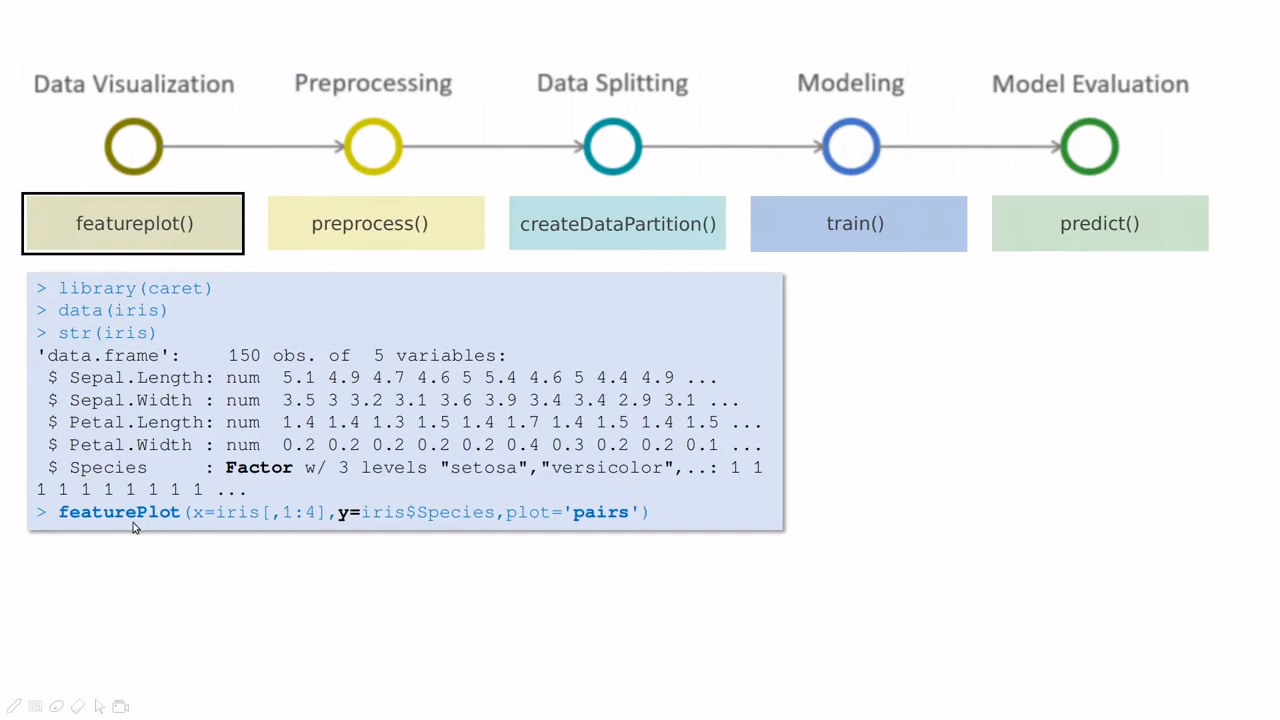 Data Visualization Preprocessing Data Splitting Modeling Model Evaluation
featureplot() preprocess() createDataPartition() train() predict()
> library(caret)
> data(iris)
> str(iris)
'data.frame':    150 obs. of  5 variables:
 $ Sepal.Length: num  5.1 4.9 4.7 4.6 5 5.4 4.6 5 4.4 4.9 ...
 $ Sepal.Width : num  3.5 3 3.2 3.1 3.6 3.9 3.4 3.4 2.9 3.1 ...
 $ Petal.Length: num  1.4 1.4 1.3 1.5 1.4 1.7 1.4 1.5 1.4 1.5 ...
 $ Petal.Width : num  0.2 0.2 0.2 0.2 0.2 0.4 0.3 0.2 0.2 0.1 ...
 $ Species     : Factor w/ 3 levels "setosa","versicolor",..: 1 1
1 1 1 1 1 1 1 1 ...
> featurePlot(x=iris[,1:4],y=iris$Species,plot='pairs')